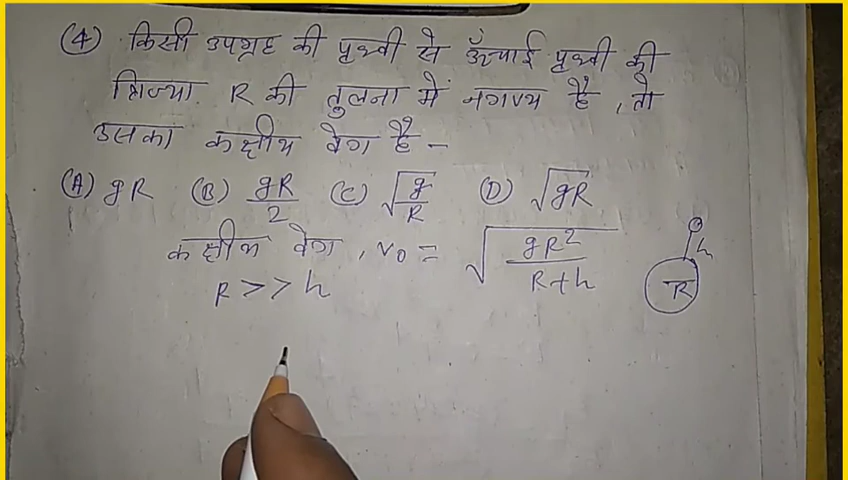 (4) किसी उपग्रह की पृथ्वी से ऊँचाई पृथ्वी की
त्रिज्या R की तुलना में नगण्य है, तो
उसका कक्षीय वेग है -
(A) gR (B) gR/2 (C) √(g/R) (D) √gR
कक्षीय वेग, v₀ = √(gR²/(R+h))
R >> h
h
R